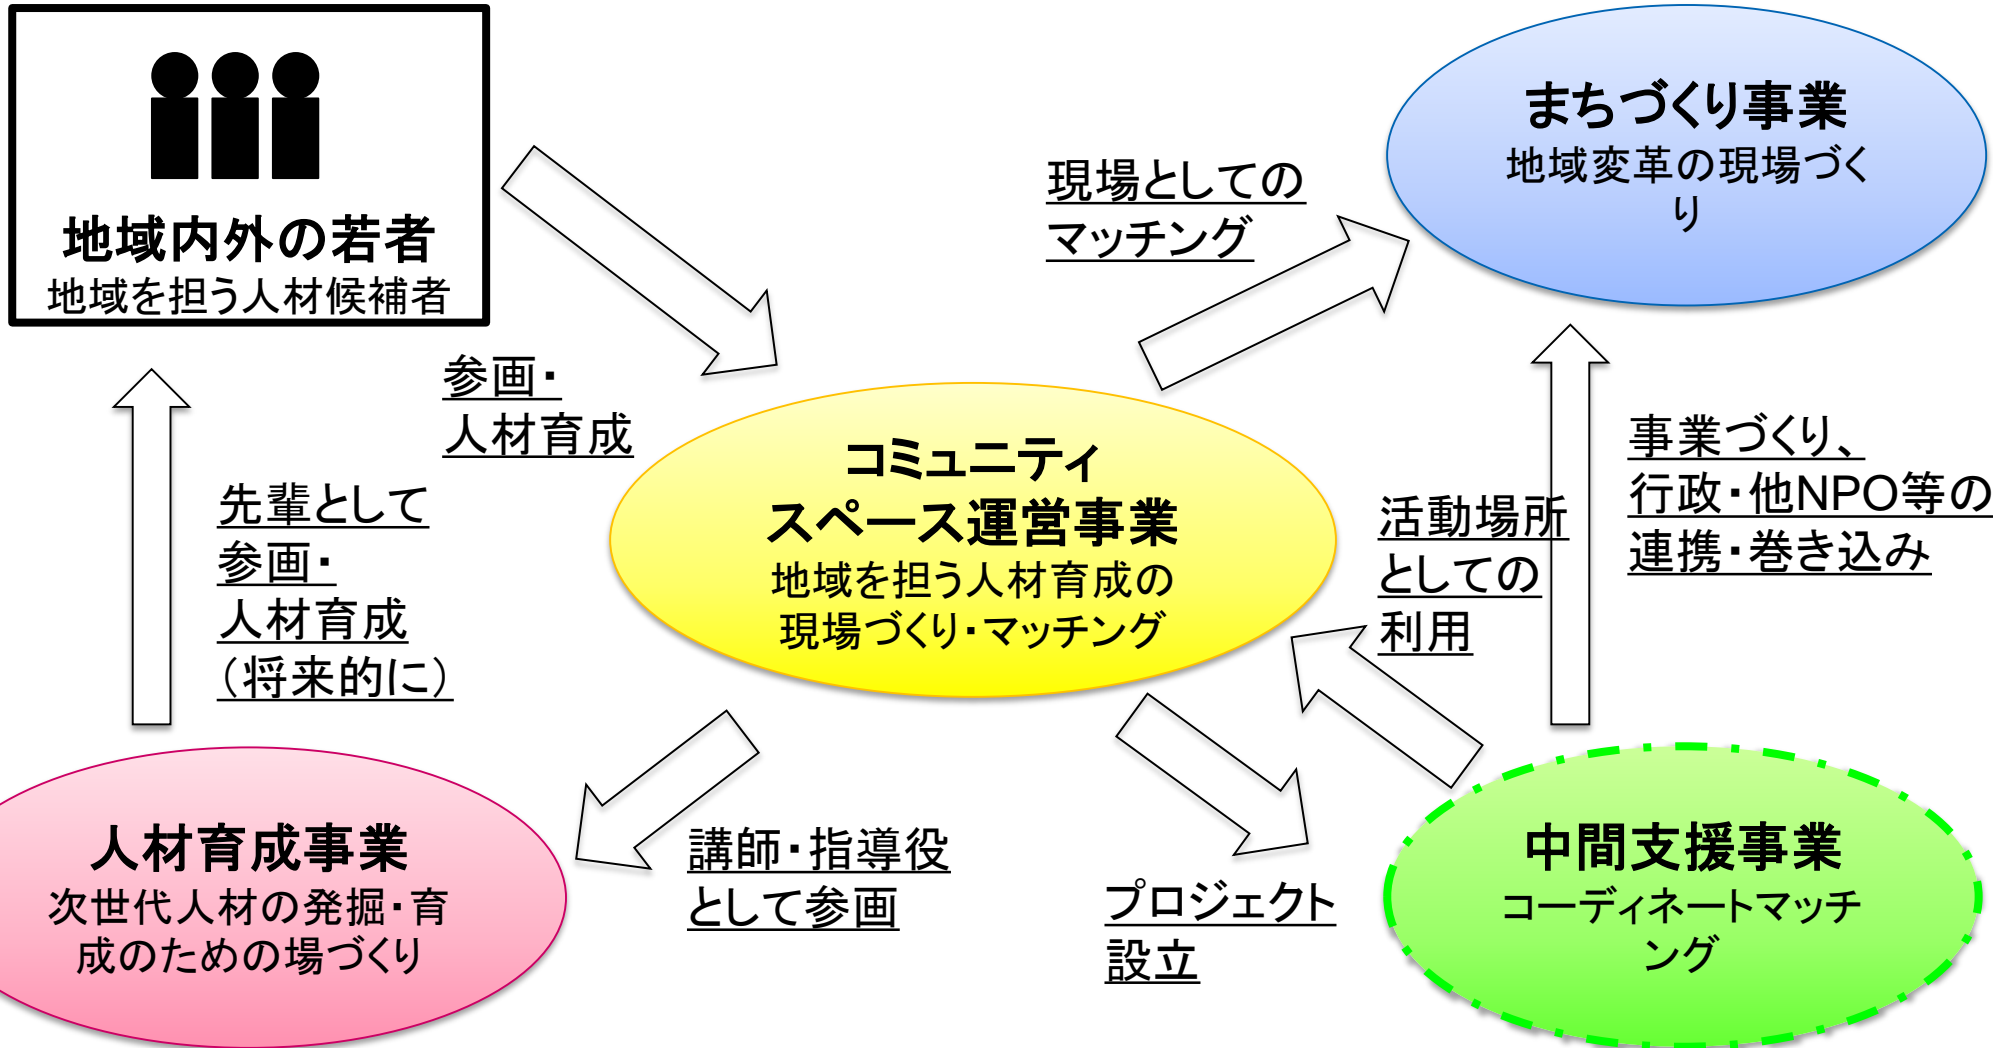 地域内外の若者
地域を担う人材候補者
まちづくり事業
地域変革の現場づく
り
現場としての
マッチング
参画・
人材育成
コミュニティ
スペース運営事業
地域を担う人材育成の
現場づくり・マッチング
先輩として
参画・
人材育成
（将来的に）
活動場所
としての
利用
事業づくり、
行政・他NPO等の
連携・巻き込み
人材育成事業
次世代人材の発掘・育
成のための場づくり
講師・指導役
として参画
プロジェクト
設立
中間支援事業
コーディネートマッチ
ング